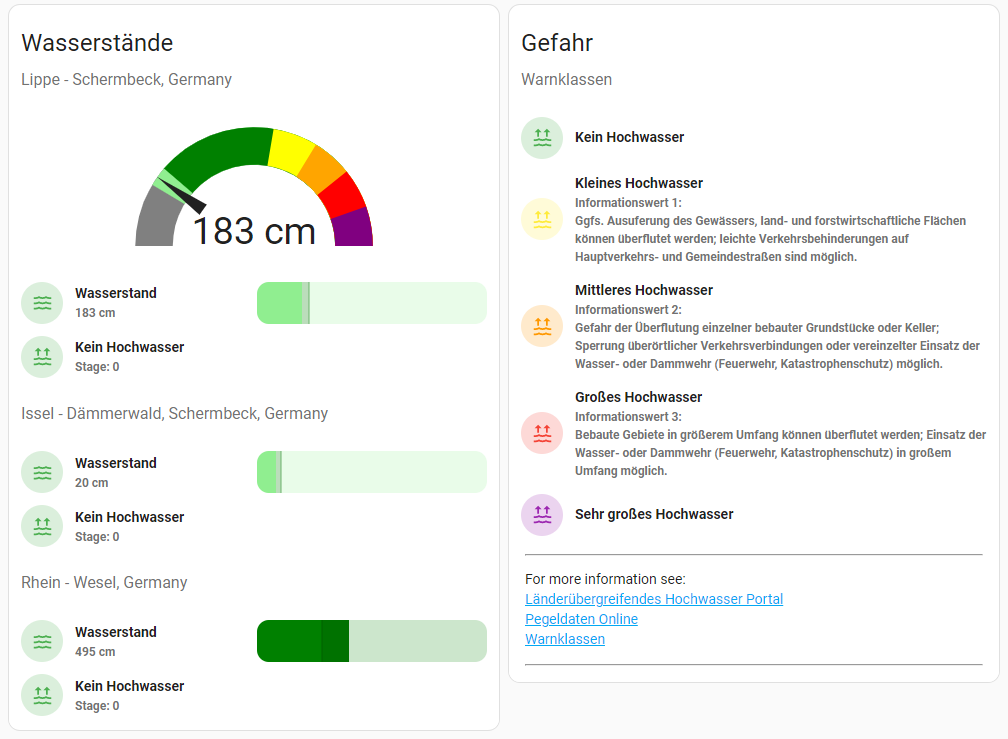 Wasserstände
Lippe - Schermbeck, Germany
183 cm
Wasserstand
183 cm
Kein Hochwasser
Stage: 0
Issel - Dämmerwald, Schermbeck, Germany
Wasserstand
20 cm
Kein Hochwasser
Stage: 0
Rhein - Wesel, Germany
Wasserstand
495 cm
Kein Hochwasser
Stage: 0
Gefahr
Warnklassen
Kein Hochwasser
Kleines Hochwasser
Informationswert 1:
Ggfs. Ausuferung des Gewässers, land- und forstwirtschaftliche Flächen
können überflutet werden; leichte Verkehrsbehinderungen auf
Hauptverkehrs- und Gemeindestraßen sind möglich.
Mittleres Hochwasser
Informationswert 2:
Gefahr der Überflutung einzelner bebauter Grundstücke oder Keller;
Sperrung überörtlicher Verkehrsverbindungen oder vereinzelter Einsatz der
Wasser- oder Dammwehr (Feuerwehr, Katastrophenschutz) möglich.
Großes Hochwasser
Informationswert 3:
Bebaute Gebiete in größerem Umfang können überflutet werden; Einsatz der
Wasser- oder Dammwehr (Feuerwehr, Katastrophenschutz) in großem
Umfang möglich.
Sehr großes Hochwasser
For more information see:
Länderübergreifendes Hochwasser Portal
Pegeldaten Online
Warnklassen